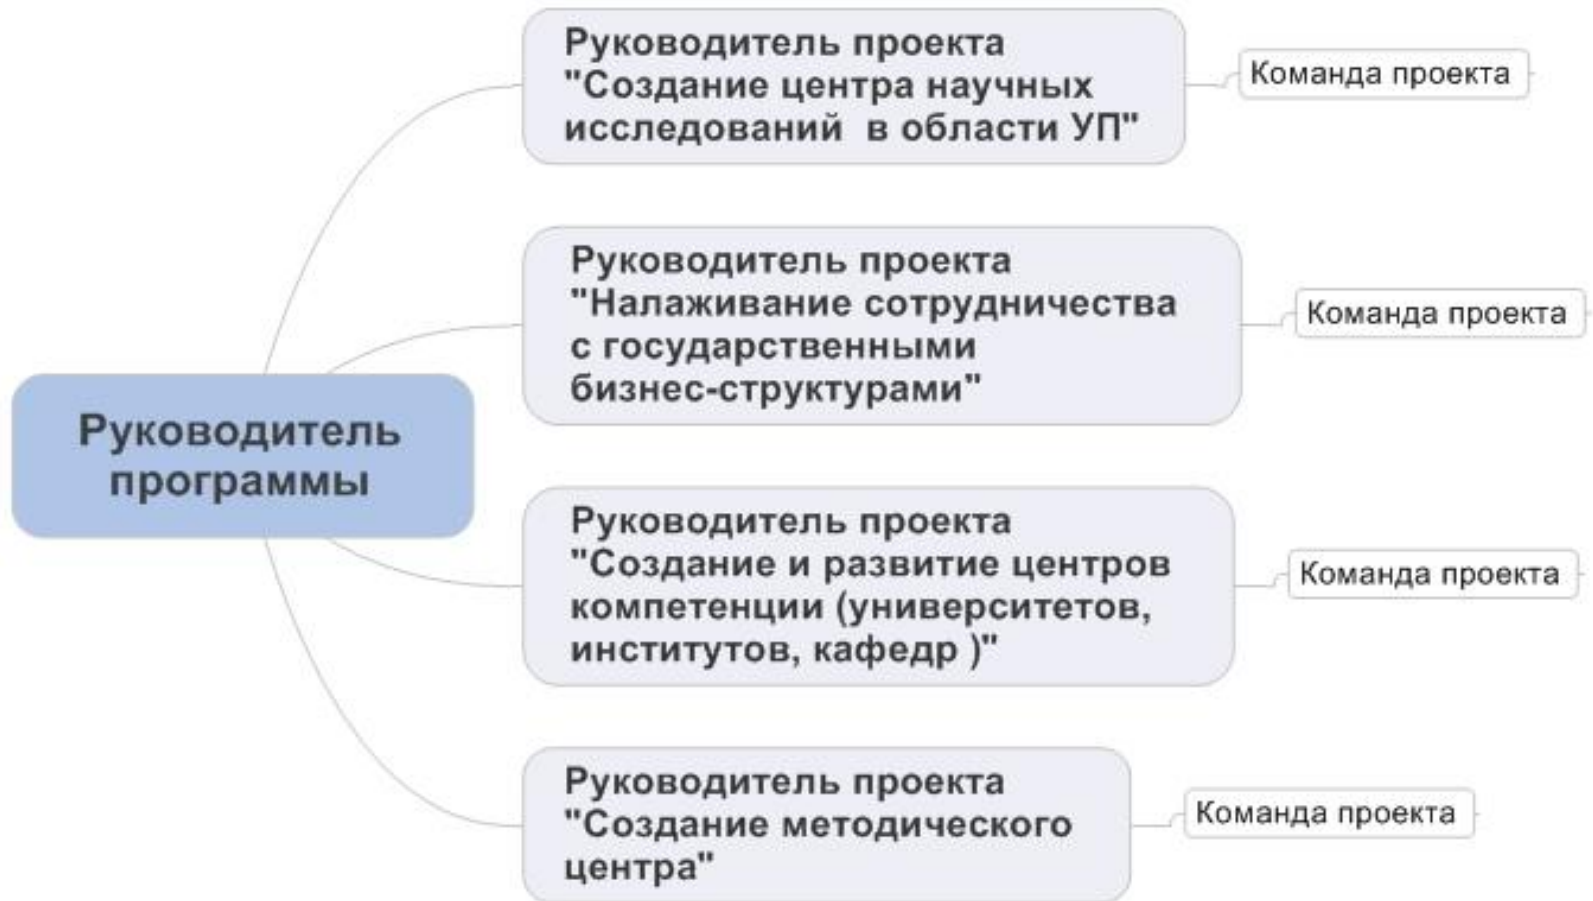 Руководитель проекта
"Создание центра научных
исследований  в области УП"
Команда проекта
Руководитель проекта
"Налаживание сотрудничества
с государственными
бизнес-структурами"
Команда проекта
Руководитель
программы
Руководитель проекта
"Создание и развитие центров
компетенции (университетов,
институтов, кафедр )"
Команда проекта
Руководитель проекта
"Создание методического
центра"
Команда проекта